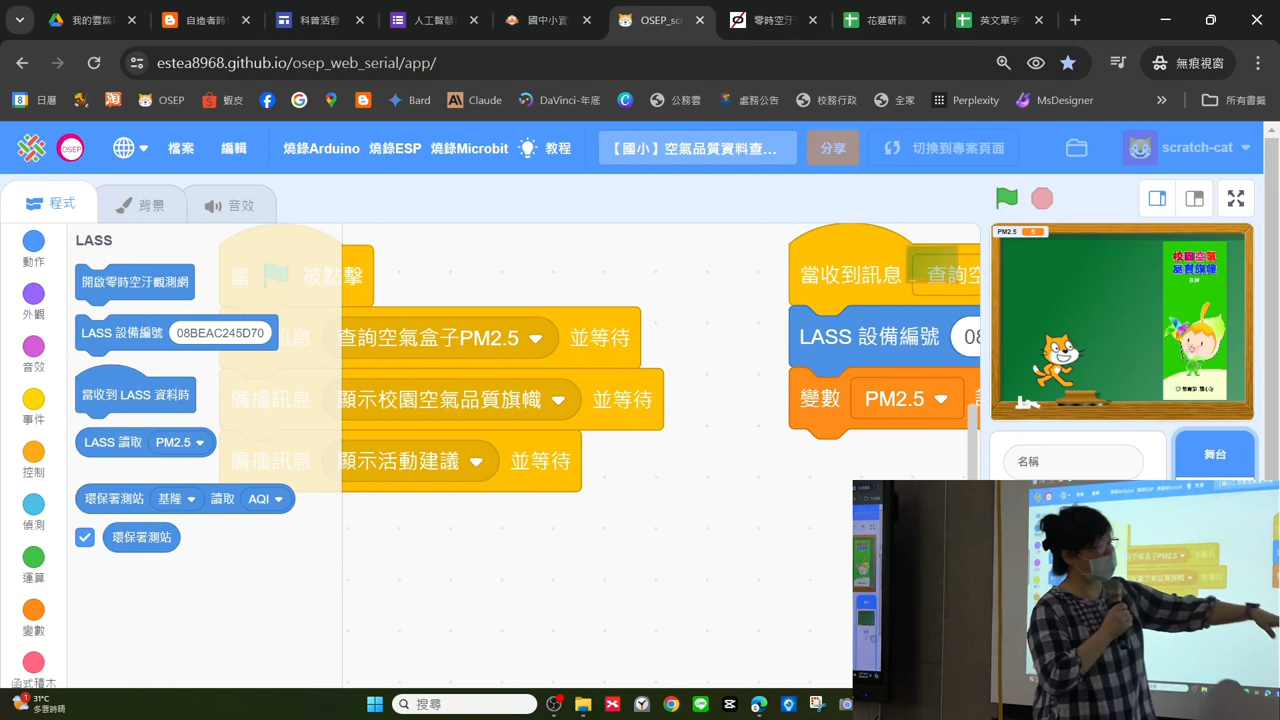 我的雲端
自造者時
科普活動
人工智慧
國中小資
OSEP_sc
零時空汙
花蓮研習
英文單字
estea8968.github.io/osep_web_serial/app/
無痕視窗
日曆
淘
OSEP
蝦皮
Bard
Claude
DaVinci-年底
公務雲
處務公告
校務行政
全家
Perplexity
MsDesigner
所有書籤
OSEP
檔案
編輯
燒錄Arduino
燒錄ESP
燒錄Microbit
教程
【國小】空氣品質資料查...
分享
切換到專案頁面
scratch-cat
程式
背景
音效
動作
外觀
音效
事件
控制
偵測
運算
變數
函式積木
LASS
開啟零時空汙觀測網
LASS 設備編號 08BEAC245D70
當收到 LASS 資料時
LASS 讀取 PM2.5
環保署測站 基隆 讀取 AQI
環保署測站
當 被點擊
訊息 查詢空氣盒子PM2.5 並等待
廣播訊息 顯示校園空氣品質旗幟 並等待
廣播訊息 顯示活動建議 並等待
當收到訊息 查詢空
LASS 設備編號 08
變數 PM2.5
PM2.5 5
校園空氣
品質旗幟
名稱
舞台
31°C
多雲時晴
搜尋